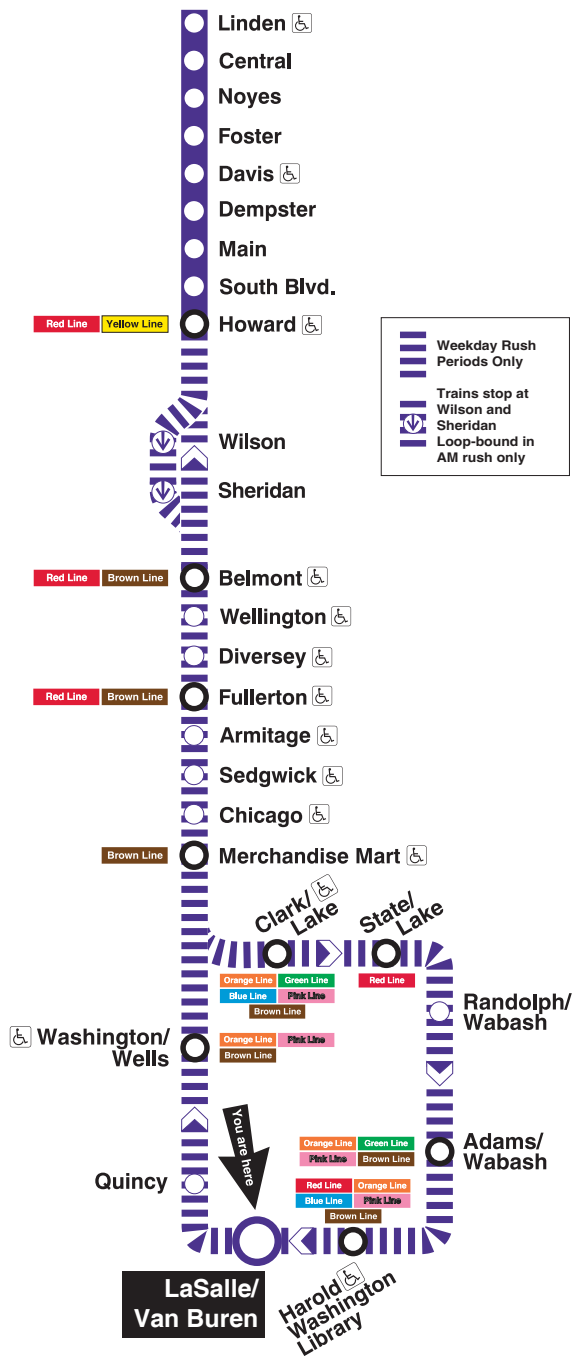 Linden
Central
Noyes
Foster
Davis
Dempster
Main
South Blvd.
Red Line
Yellow Line
Howard
Weekday Rush
Periods Only
Trains stop at
Wilson and
Sheridan
Loop-bound in
AM rush only
Wilson
Sheridan
Red Line
Brown Line
Belmont
Wellington
Diversey
Red Line
Brown Line
Fullerton
Armitage
Sedgwick
Chicago
Brown Line
Merchandise Mart
Clark/
Lake
State/
Lake
Orange Line
Green Line
Blue Line
Pink Line
Brown Line
Red Line
Randolph/
Wabash
Washington/
Wells
Orange Line
Pink Line
Brown Line
You are here
Orange Line
Green Line
Pink Line
Brown Line
Adams/
Wabash
Quincy
Red Line
Orange Line
Blue Line
Pink Line
Brown Line
LaSalle/
Van Buren
Harold
Washington
Library